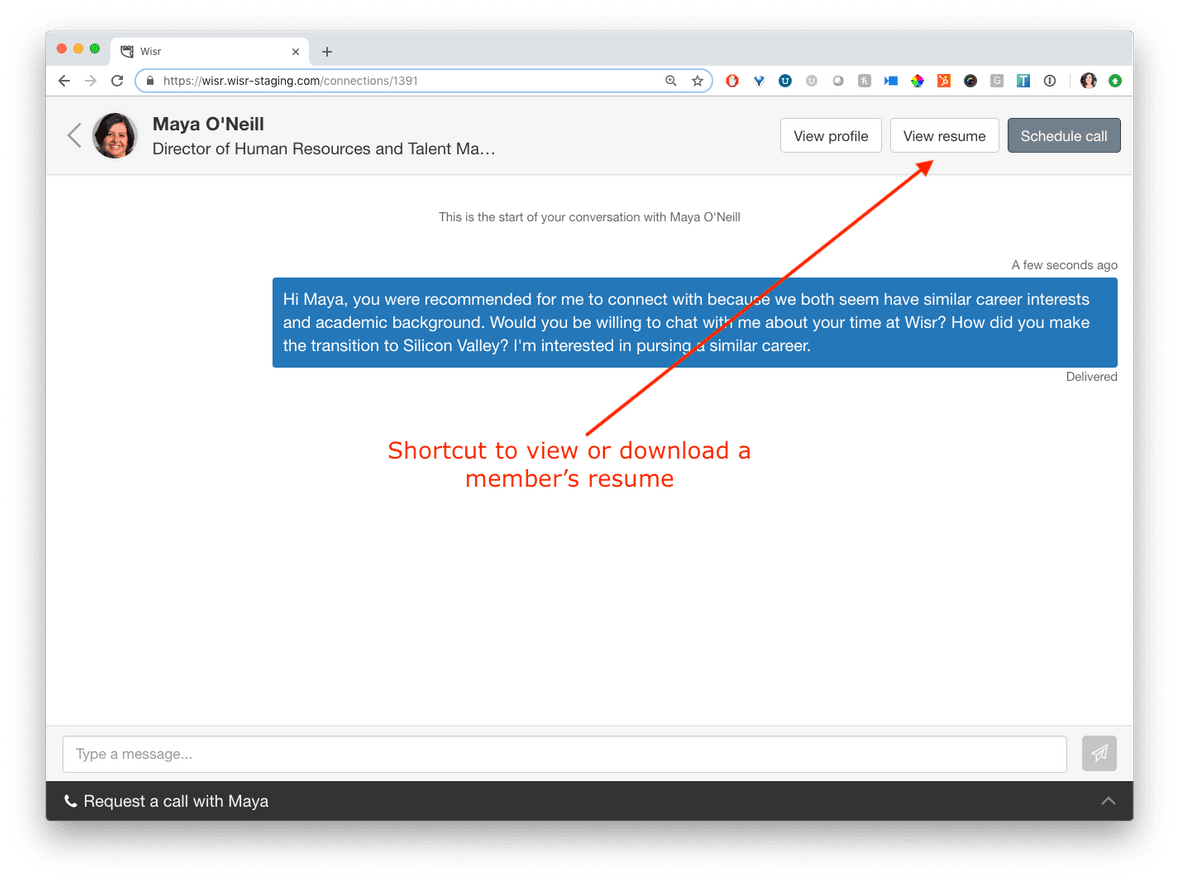 Wisr
https://wisr.wisr-staging.com/connections/1391
Maya O'Neill
Director of Human Resources and Talent Ma…
View profile
View resume
Schedule call
This is the start of your conversation with Maya O'Neill
A few seconds ago
Hi Maya, you were recommended for me to connect with because we both seem have similar career interests
and academic background. Would you be willing to chat with me about your time at Wisr? How did you make
the transition to Silicon Valley? I'm interested in pursing a similar career.
Delivered
Shortcut to view or download a
member’s resume
Type a message...
Request a call with Maya